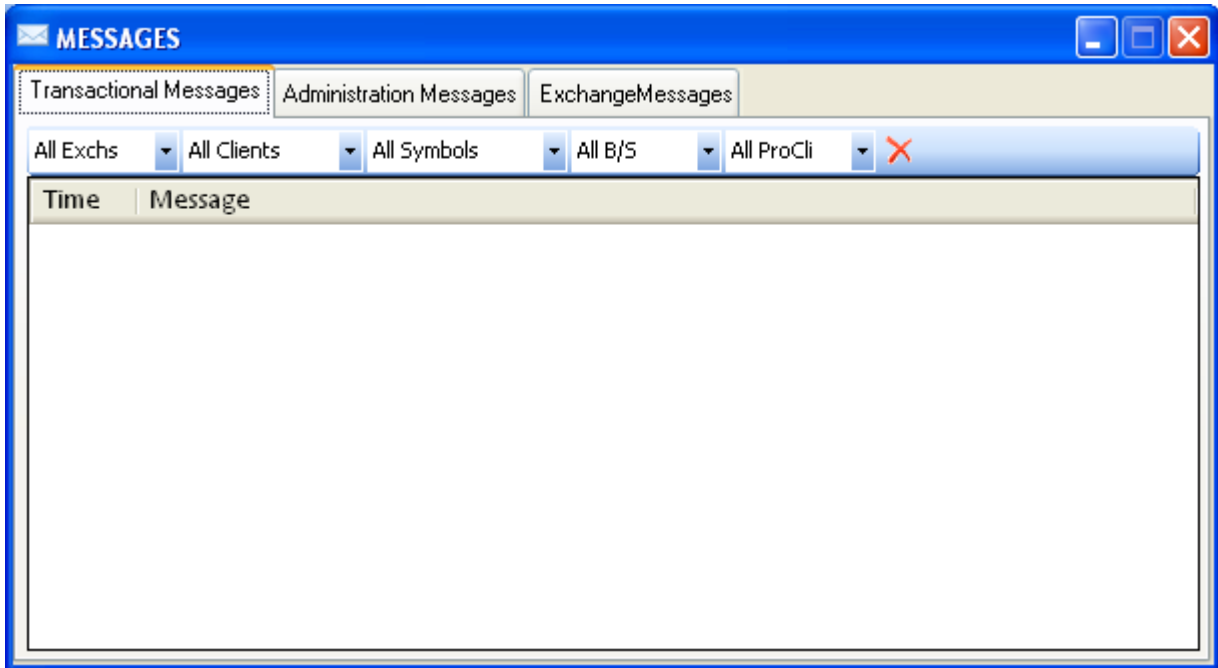 MESSAGES
Transactional Messages Administration Messages ExchangeMessages
All Exchs All Clients All Symbols All B/S All ProCli
Time Message